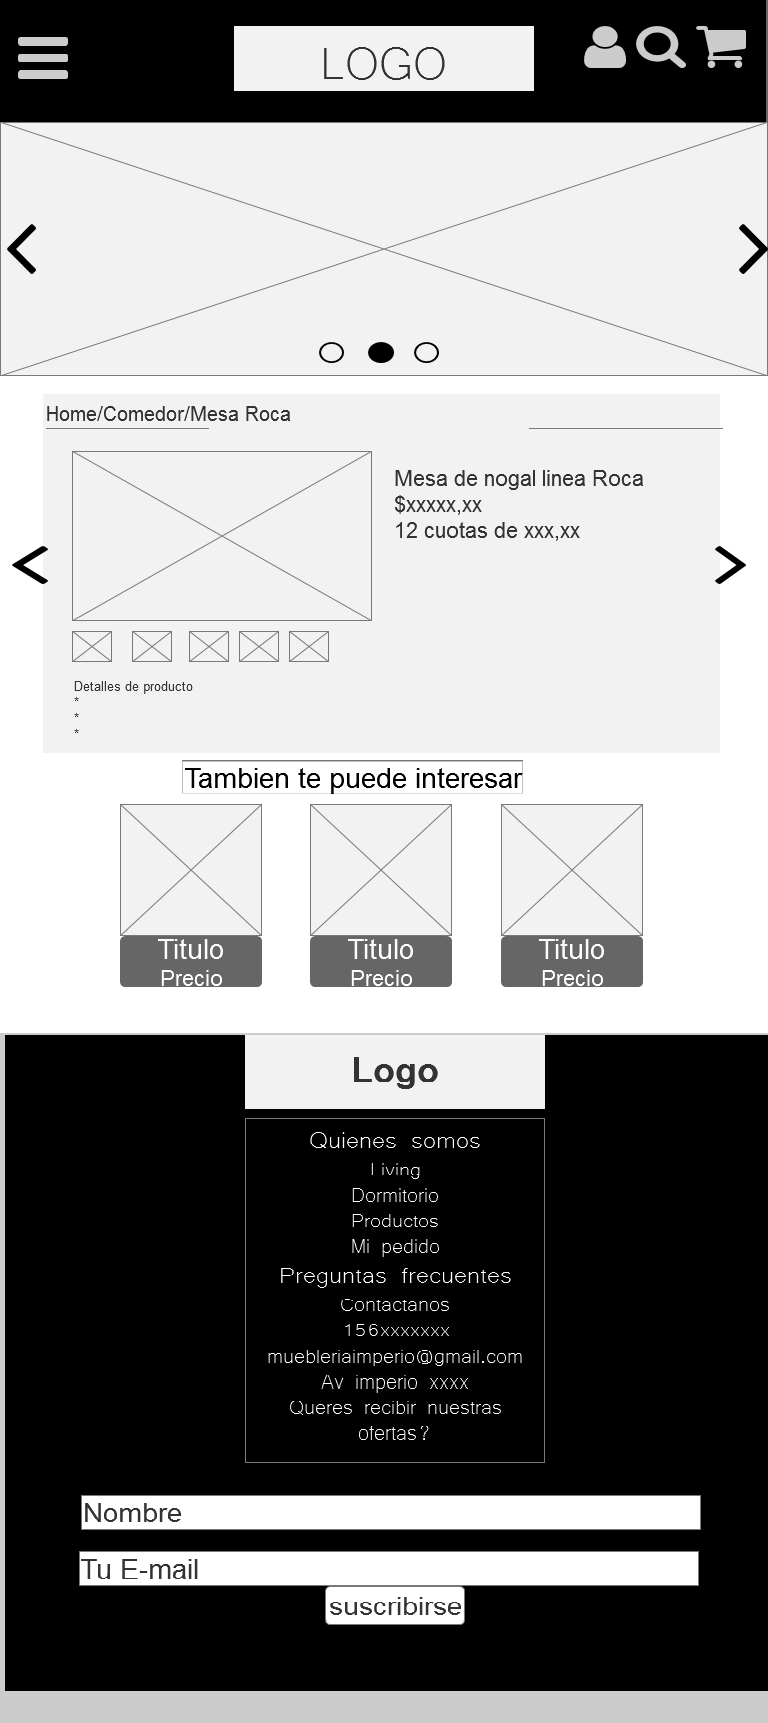 LOGO
Home/Comedor/Mesa Roca
Mesa de nogal linea Roca
$xxxxx,xx
12 cuotas de xxx,xx
Detalles de producto
*
*
*
Tambien te puede interesar
Titulo
Precio
Titulo
Precio
Titulo
Precio
Logo
Quienes somos
Living
Dormitorio
Productos
Mi pedido
Preguntas frecuentes
Contactanos
156xxxxxxx
muebleriaimperio@gmail.com
Av imperio xxxx
Queres recibir nuestras
ofertas?
Nombre
Tu E-mail
suscribirse